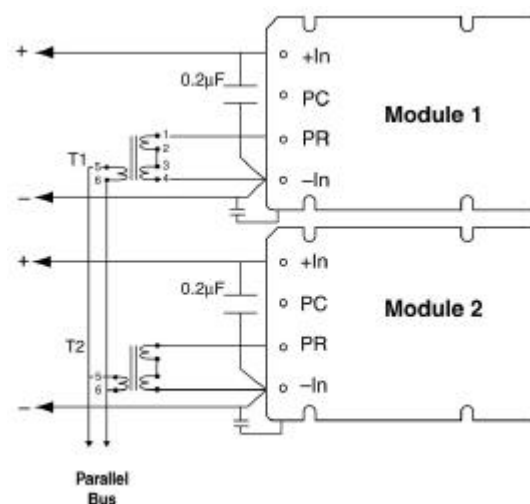 +
+In
0.2µF
PC
Module 1
1
2
PR
T1
5
3
6
4
–In
–
+
+In
0.2µF
PC
Module 2
PR
T2
5
6
–In
–
Parallel
Bus